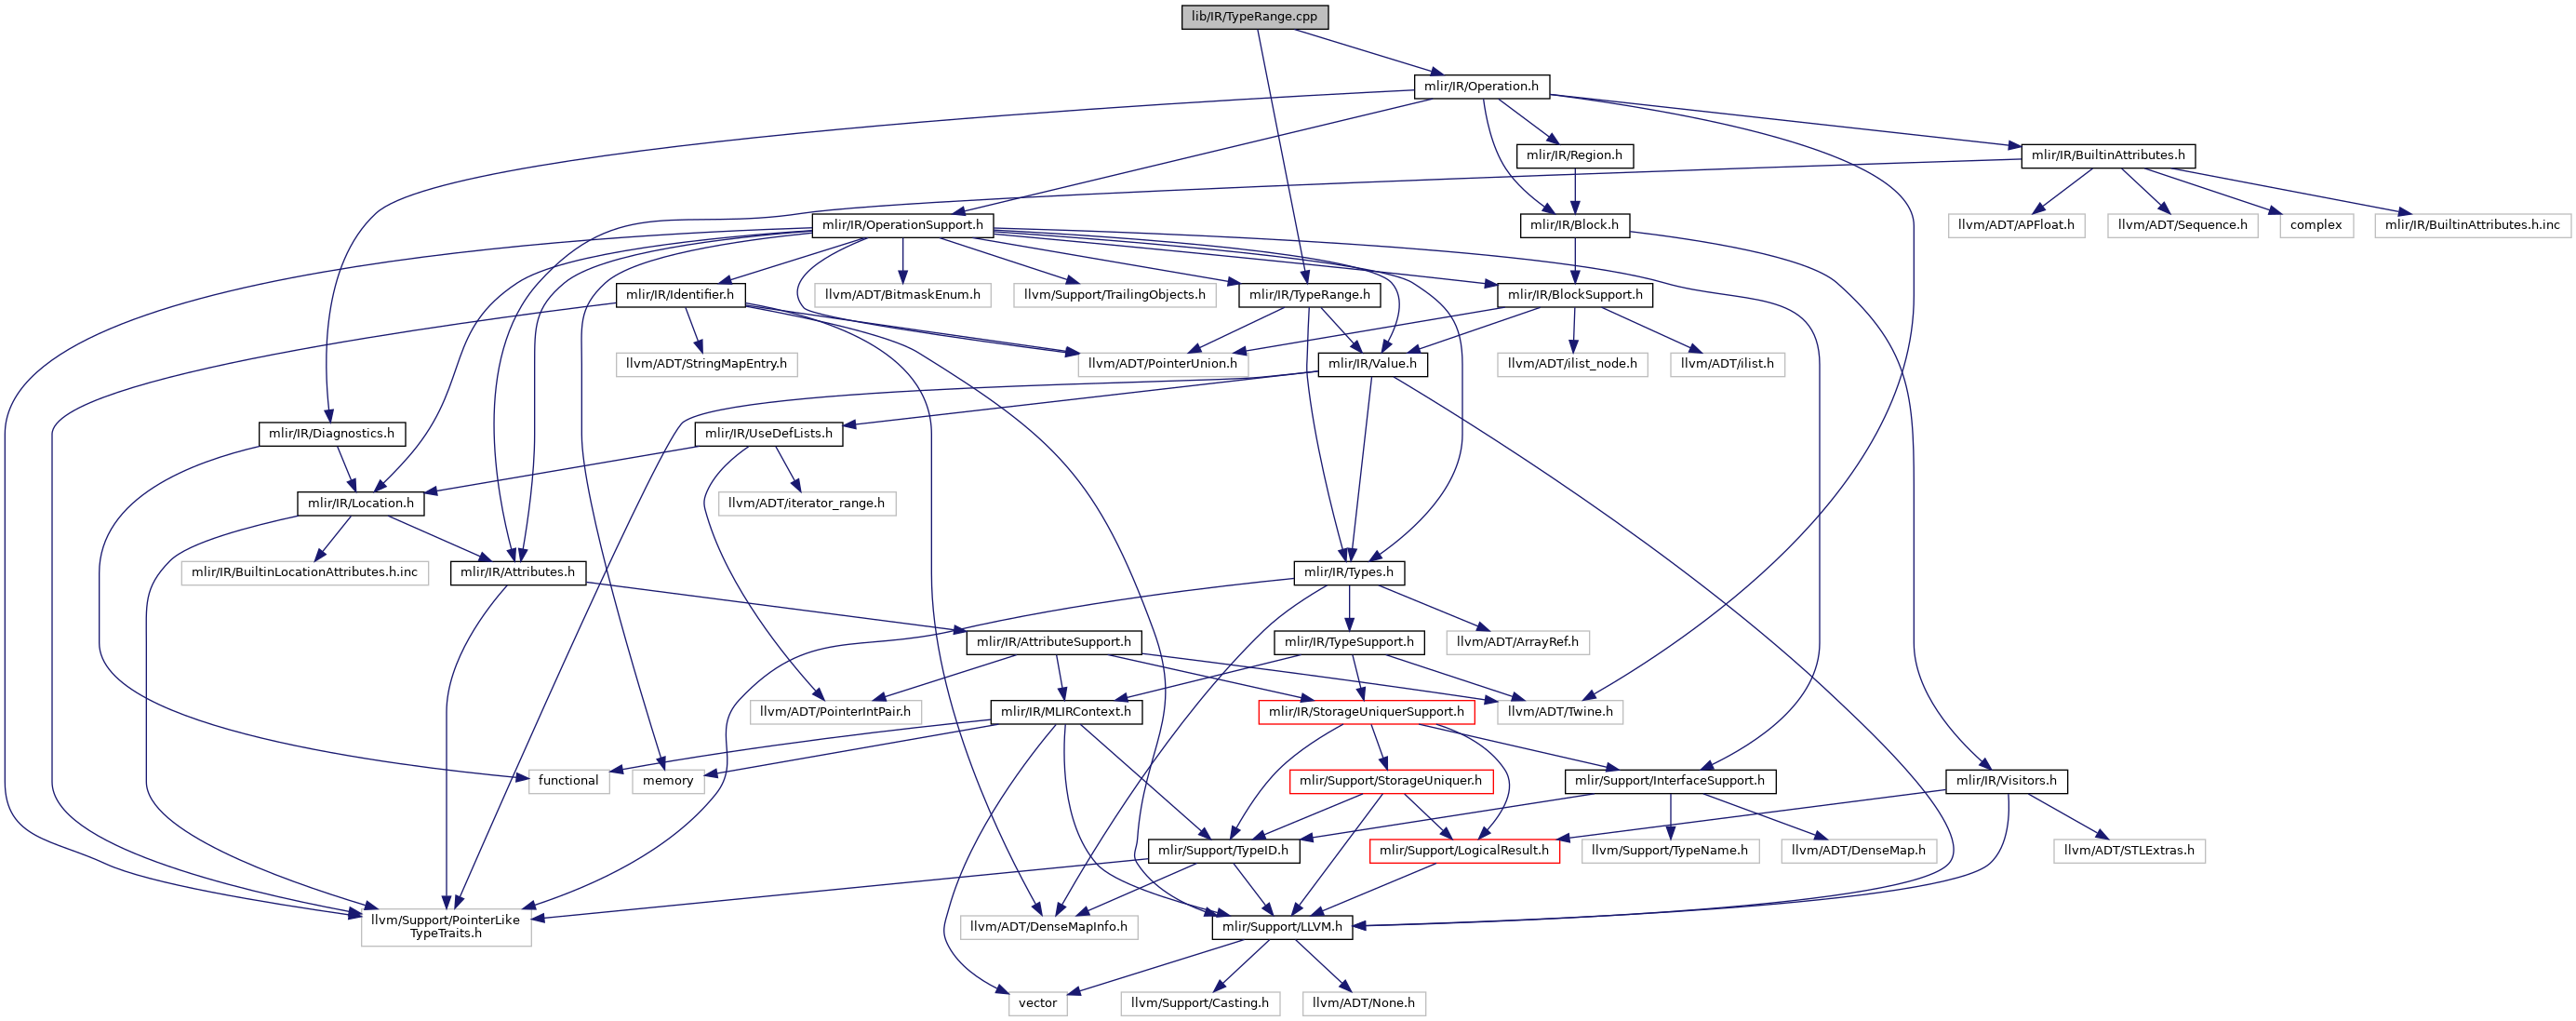 lib/IR/TypeRange.cpp
mlir/IR/Operation.h
mlir/IR/Region.h
mlir/IR/BuiltinAttributes.h
mlir/IR/OperationSupport.h
mlir/IR/Block.h
llvm/ADT/APFloat.h
llvm/ADT/Sequence.h
complex
mlir/IR/BuiltinAttributes.h.inc
mlir/IR/Identifier.h
llvm/ADT/BitmaskEnum.h
llvm/Support/TrailingObjects.h
mlir/IR/TypeRange.h
mlir/IR/BlockSupport.h
llvm/ADT/StringMapEntry.h
llvm/ADT/PointerUnion.h
mlir/IR/Value.h
llvm/ADT/ilist_node.h
llvm/ADT/ilist.h
mlir/IR/Diagnostics.h
mlir/IR/UseDefLists.h
mlir/IR/Location.h
llvm/ADT/iterator_range.h
mlir/IR/BuiltinLocationAttributes.h.inc
mlir/IR/Attributes.h
mlir/IR/Types.h
mlir/IR/AttributeSupport.h
mlir/IR/TypeSupport.h
llvm/ADT/ArrayRef.h
llvm/ADT/PointerIntPair.h
mlir/IR/MLIRContext.h
mlir/IR/StorageUniquerSupport.h
llvm/ADT/Twine.h
functional
memory
mlir/Support/StorageUniquer.h
mlir/Support/InterfaceSupport.h
mlir/IR/Visitors.h
mlir/Support/TypeID.h
mlir/Support/LogicalResult.h
llvm/Support/TypeName.h
llvm/ADT/DenseMap.h
llvm/ADT/STLExtras.h
llvm/Support/PointerLike
TypeTraits.h
llvm/ADT/DenseMapInfo.h
mlir/Support/LLVM.h
vector
llvm/Support/Casting.h
llvm/ADT/None.h